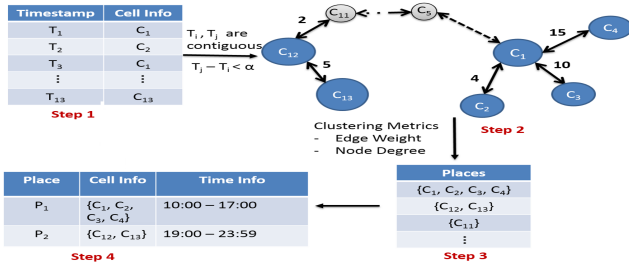 Timestamp Cell Info
T1 C1
T2 C2
T3 C1
⋮ ⋮
T13 C13
Step 1
Ti , Tj are
contiguous
Tj – Ti < α
2
C11
C5
C12
5
C13
15
C4
C1
10
4
C3
C2
Step 2
Clustering Metrics
- Edge Weight
- Node Degree
Places
{C1, C2, C3, C4}
{C12, C13}
{C11}
⋮
Step 3
Place Cell Info Time Info
P1 {C1, C2, C3, C4} 10:00 – 17:00
P2 {C12, C13} 19:00 – 23:59
Step 4